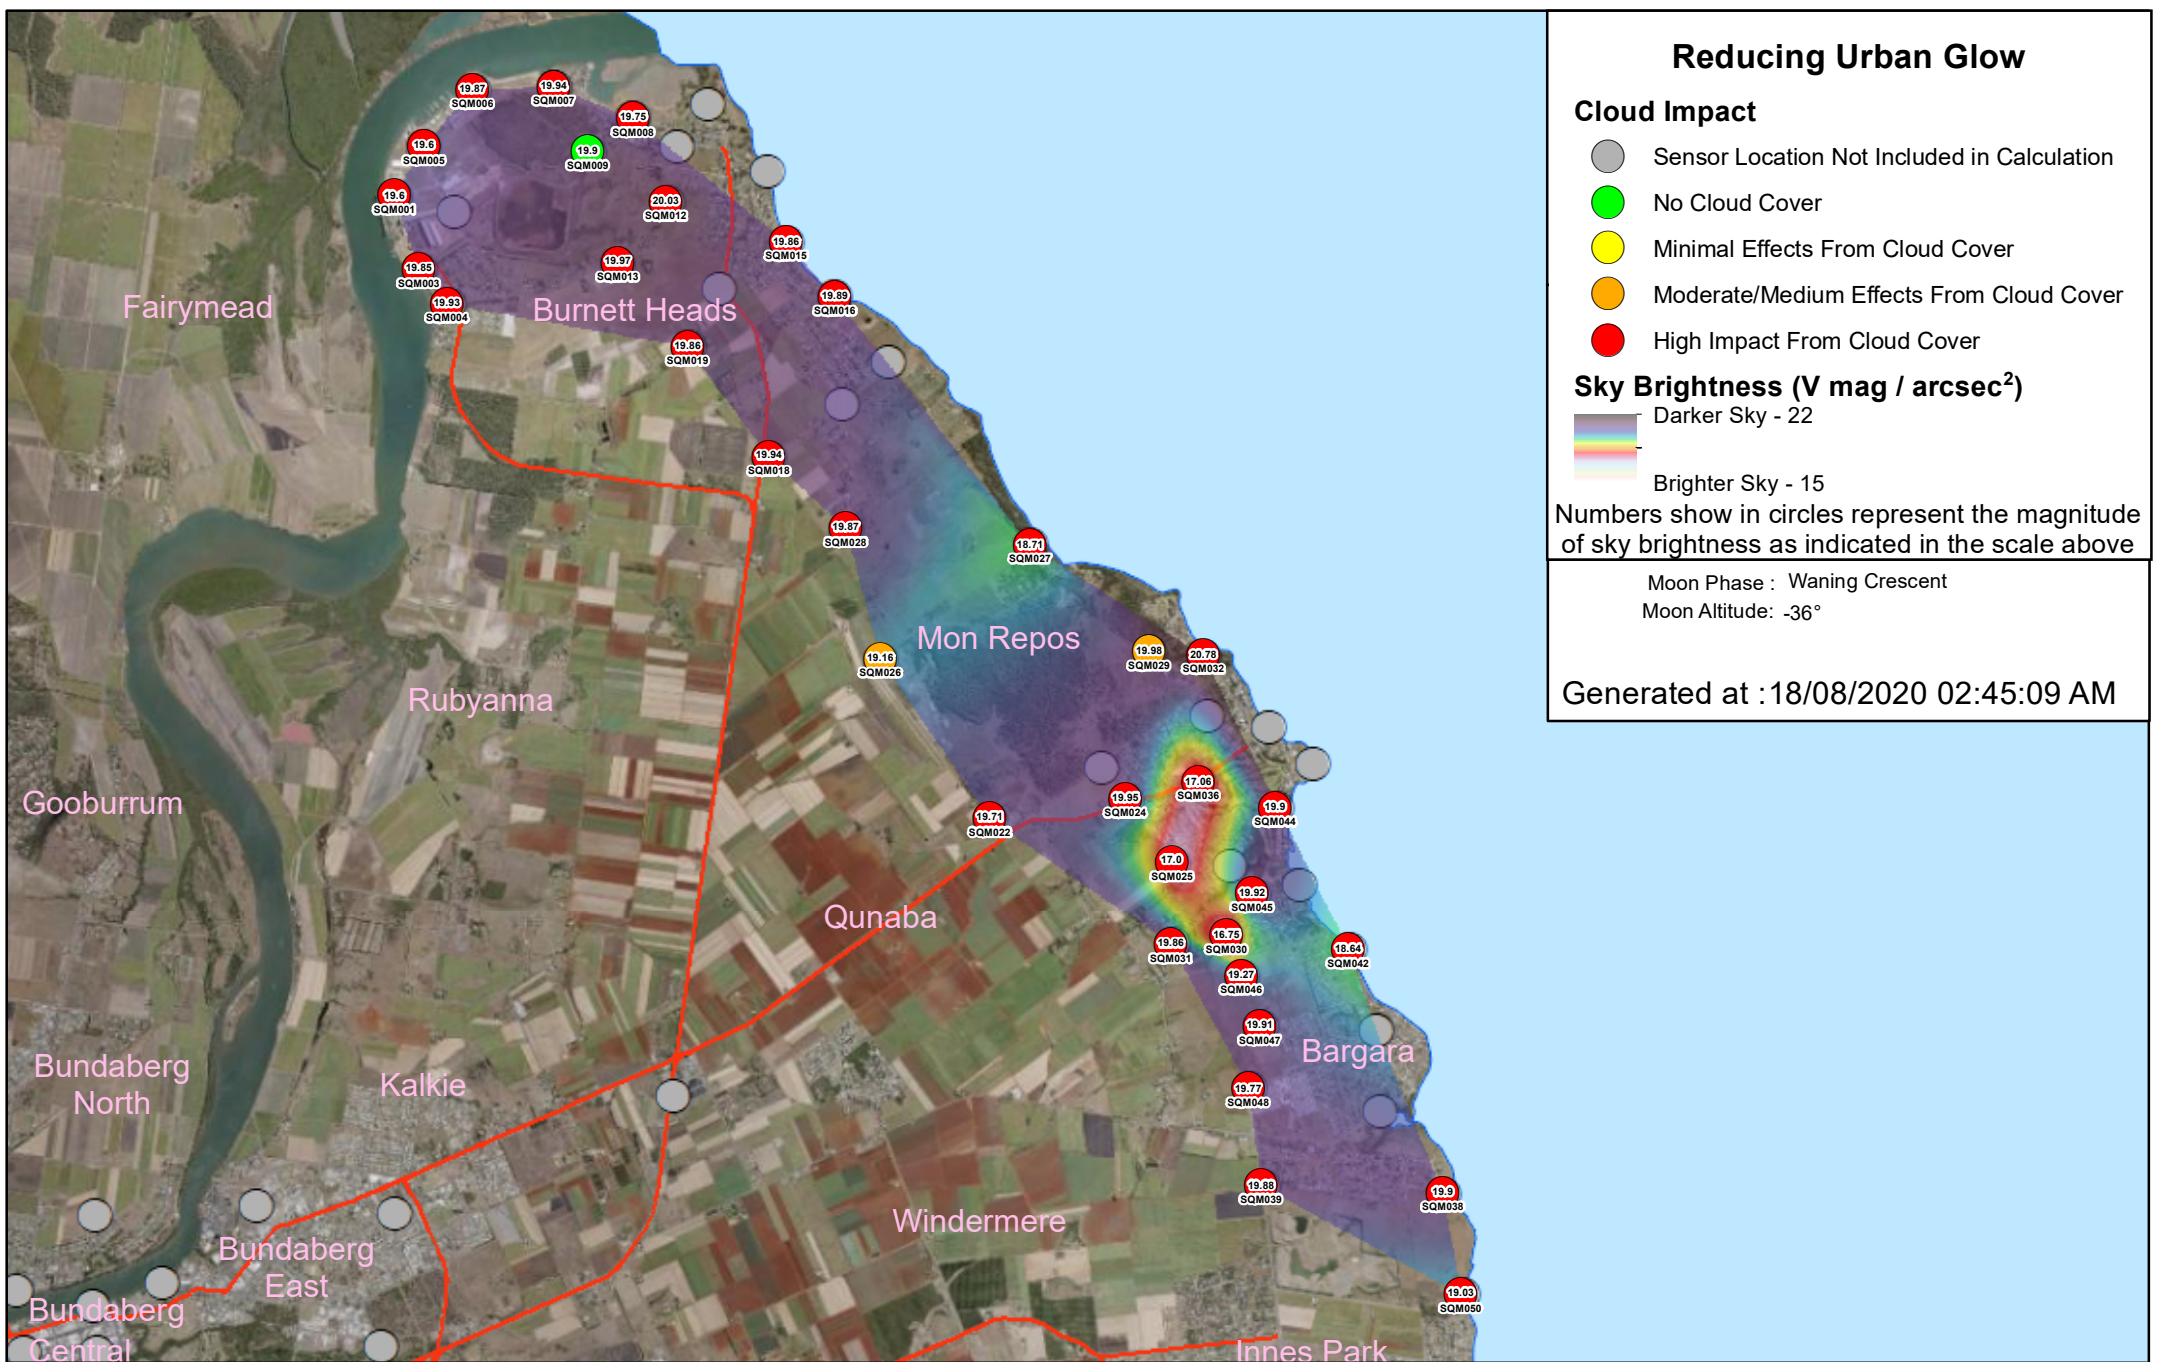 Reducing Urban Glow
Cloud Impact
Sensor Location Not Included in Calculation
No Cloud Cover
Minimal Effects From Cloud Cover
Moderate/Medium Effects From Cloud Cover
High Impact From Cloud Cover
Sky Brightness (V mag / arcsec²)
Darker Sky - 22
Brighter Sky - 15
Numbers show in circles represent the magnitude
of sky brightness as indicated in the scale above
Moon Phase : Waning Crescent
Moon Altitude: -36°
Generated at :18/08/2020 02:45:09 AM
19.87
SQM006
19.94
SQM007
19.75
SQM008
19.6
SQM005
19.9
SQM009
19.6
SQM001
20.03
SQM012
19.86
SQM015
19.85
SQM003
19.97
SQM013
19.93
SQM004
19.89
SQM016
Fairymead
Burnett Heads
19.86
SQM019
19.94
SQM018
19.87
SQM028
18.71
SQM027
Mon Repos
19.16
SQM026
19.98
SQM029
20.78
SQM032
Rubyanna
Gooburrum
17.06
SQM036
19.95
SQM024
19.9
SQM044
19.71
SQM022
17.0
SQM025
19.92
SQM045
Qunaba
16.75
SQM030
19.86
SQM031
18.64
SQM042
19.27
SQM046
19.91
SQM047
Bargara
Bundaberg
North
Kalkie
19.77
SQM048
19.88
SQM039
19.9
SQM038
Windermere
Bundaberg
East
19.03
SQM050
Bundaberg
Central
Innes Park